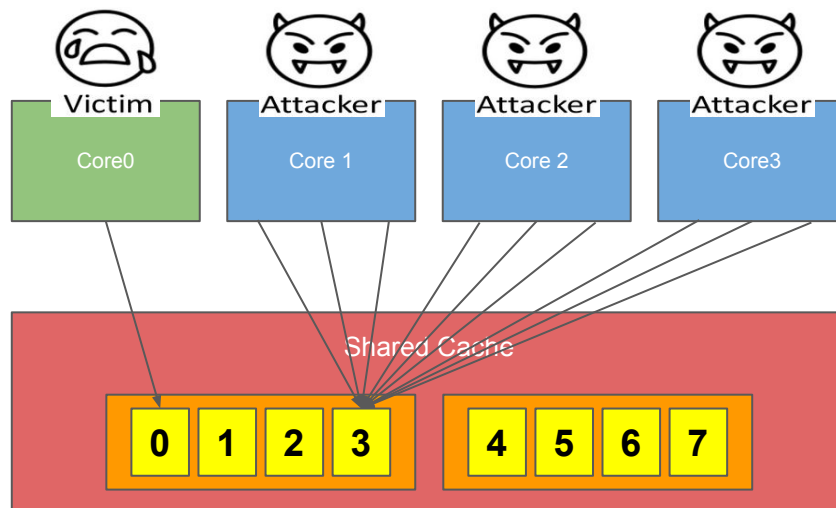 Victim Attacker Attacker Attacker
Core0 Core 1 Core 2 Core3
Shared Cache
0 1 2 3 4 5 6 7